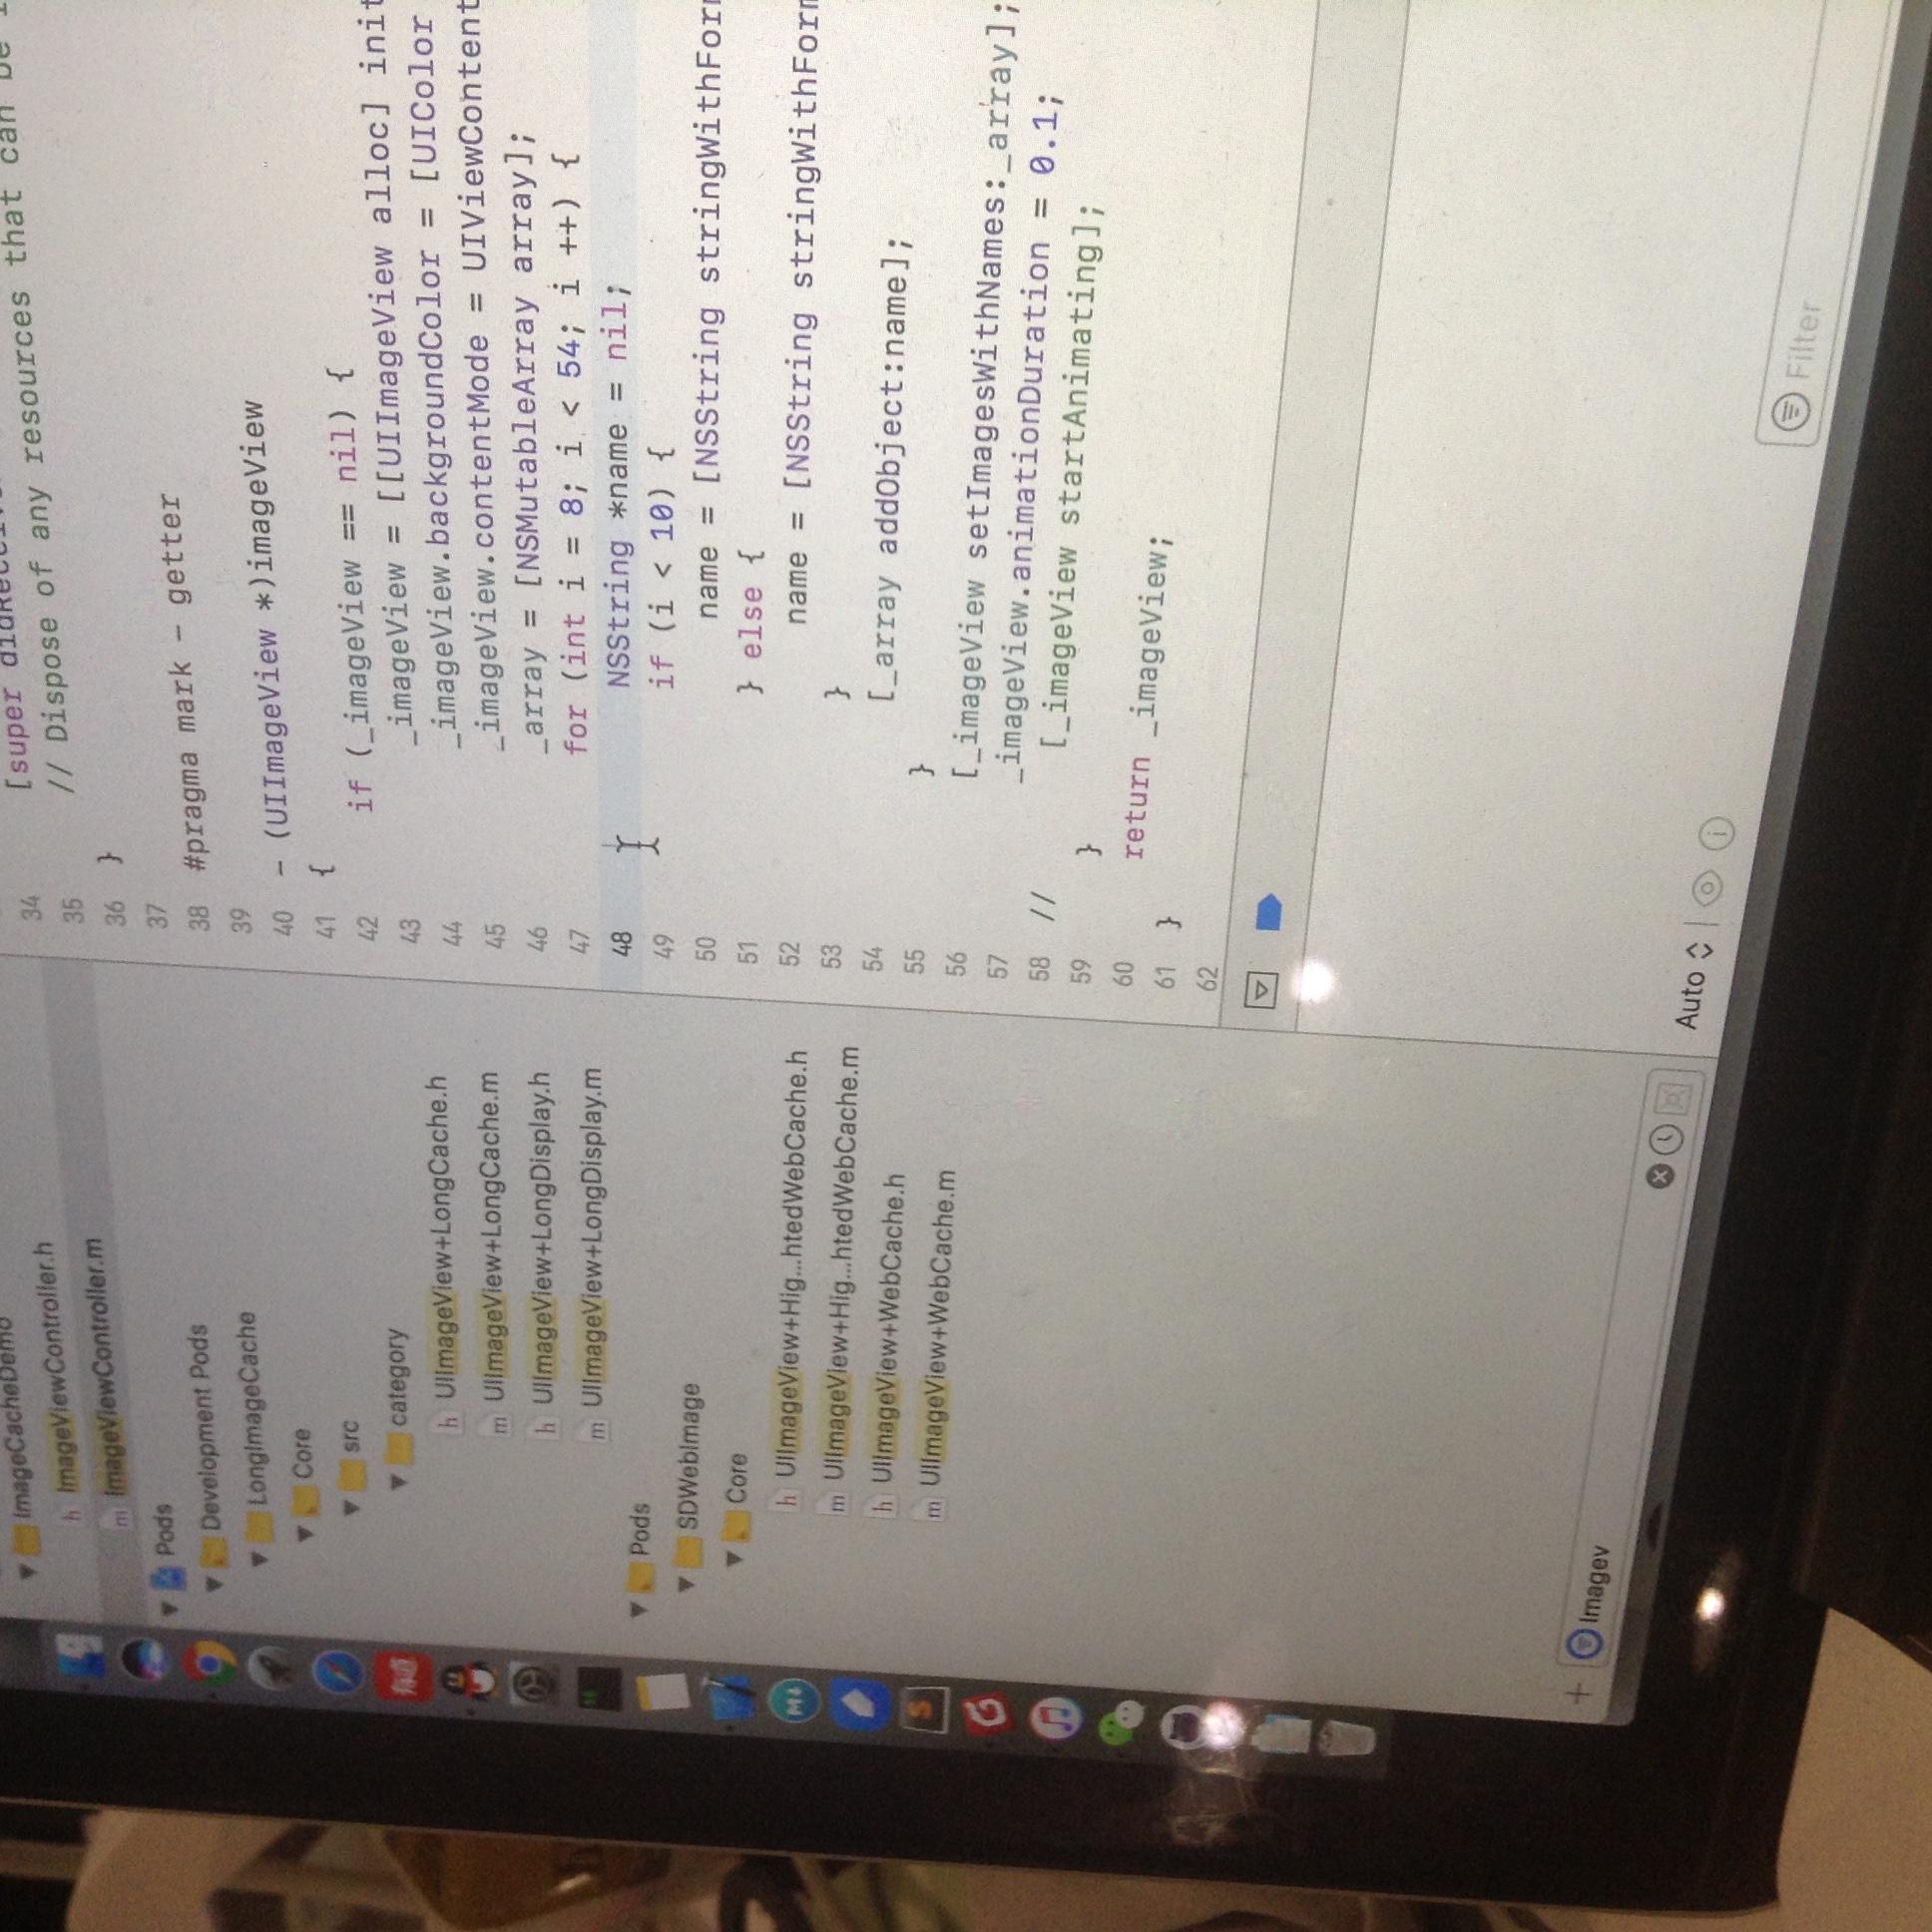 ImageCacheDemo
ImageViewController.h
ImageViewController.m
Pods
Development Pods
LongImageCache
Core
src
category
UIImageView+LongCache.h
UIImageView+LongCache.m
UIImageView+LongDisplay.h
UIImageView+LongDisplay.m
Pods
SDWebImage
Core
UIImageView+Hig...htedWebCache.h
UIImageView+Hig...htedWebCache.m
UIImageView+WebCache.h
UIImageView+WebCache.m
Imagev
34 [super
35 // Dispose of any resources that can be
36 }
37
38 #pragma mark - getter
39
40 - (UIImageView *)imageView
41 {
42 if (_imageView == nil) {
43 _imageView = [[UIImageView alloc] init
44 _imageView.backgroundColor = [UIColor
45 _imageView.contentMode = UIViewContent
46 _array = [NSMutableArray array];
47 for (int i = 8; i < 54; i ++) {
48 NSString *name = nil;
49 if (i < 10) {
50 name = [NSString stringWithFor
51 } else {
52 name = [NSString stringWithFor
53 }
54 [_array addObject:name];
55 }
56 [_imageView setImagesWithNames:_array];
57 _imageView.animationDuration = 0.1;
58 // [_imageView startAnimating];
59 }
60 return _imageView;
61 }
62
Auto
Filter
有道
M↓
S